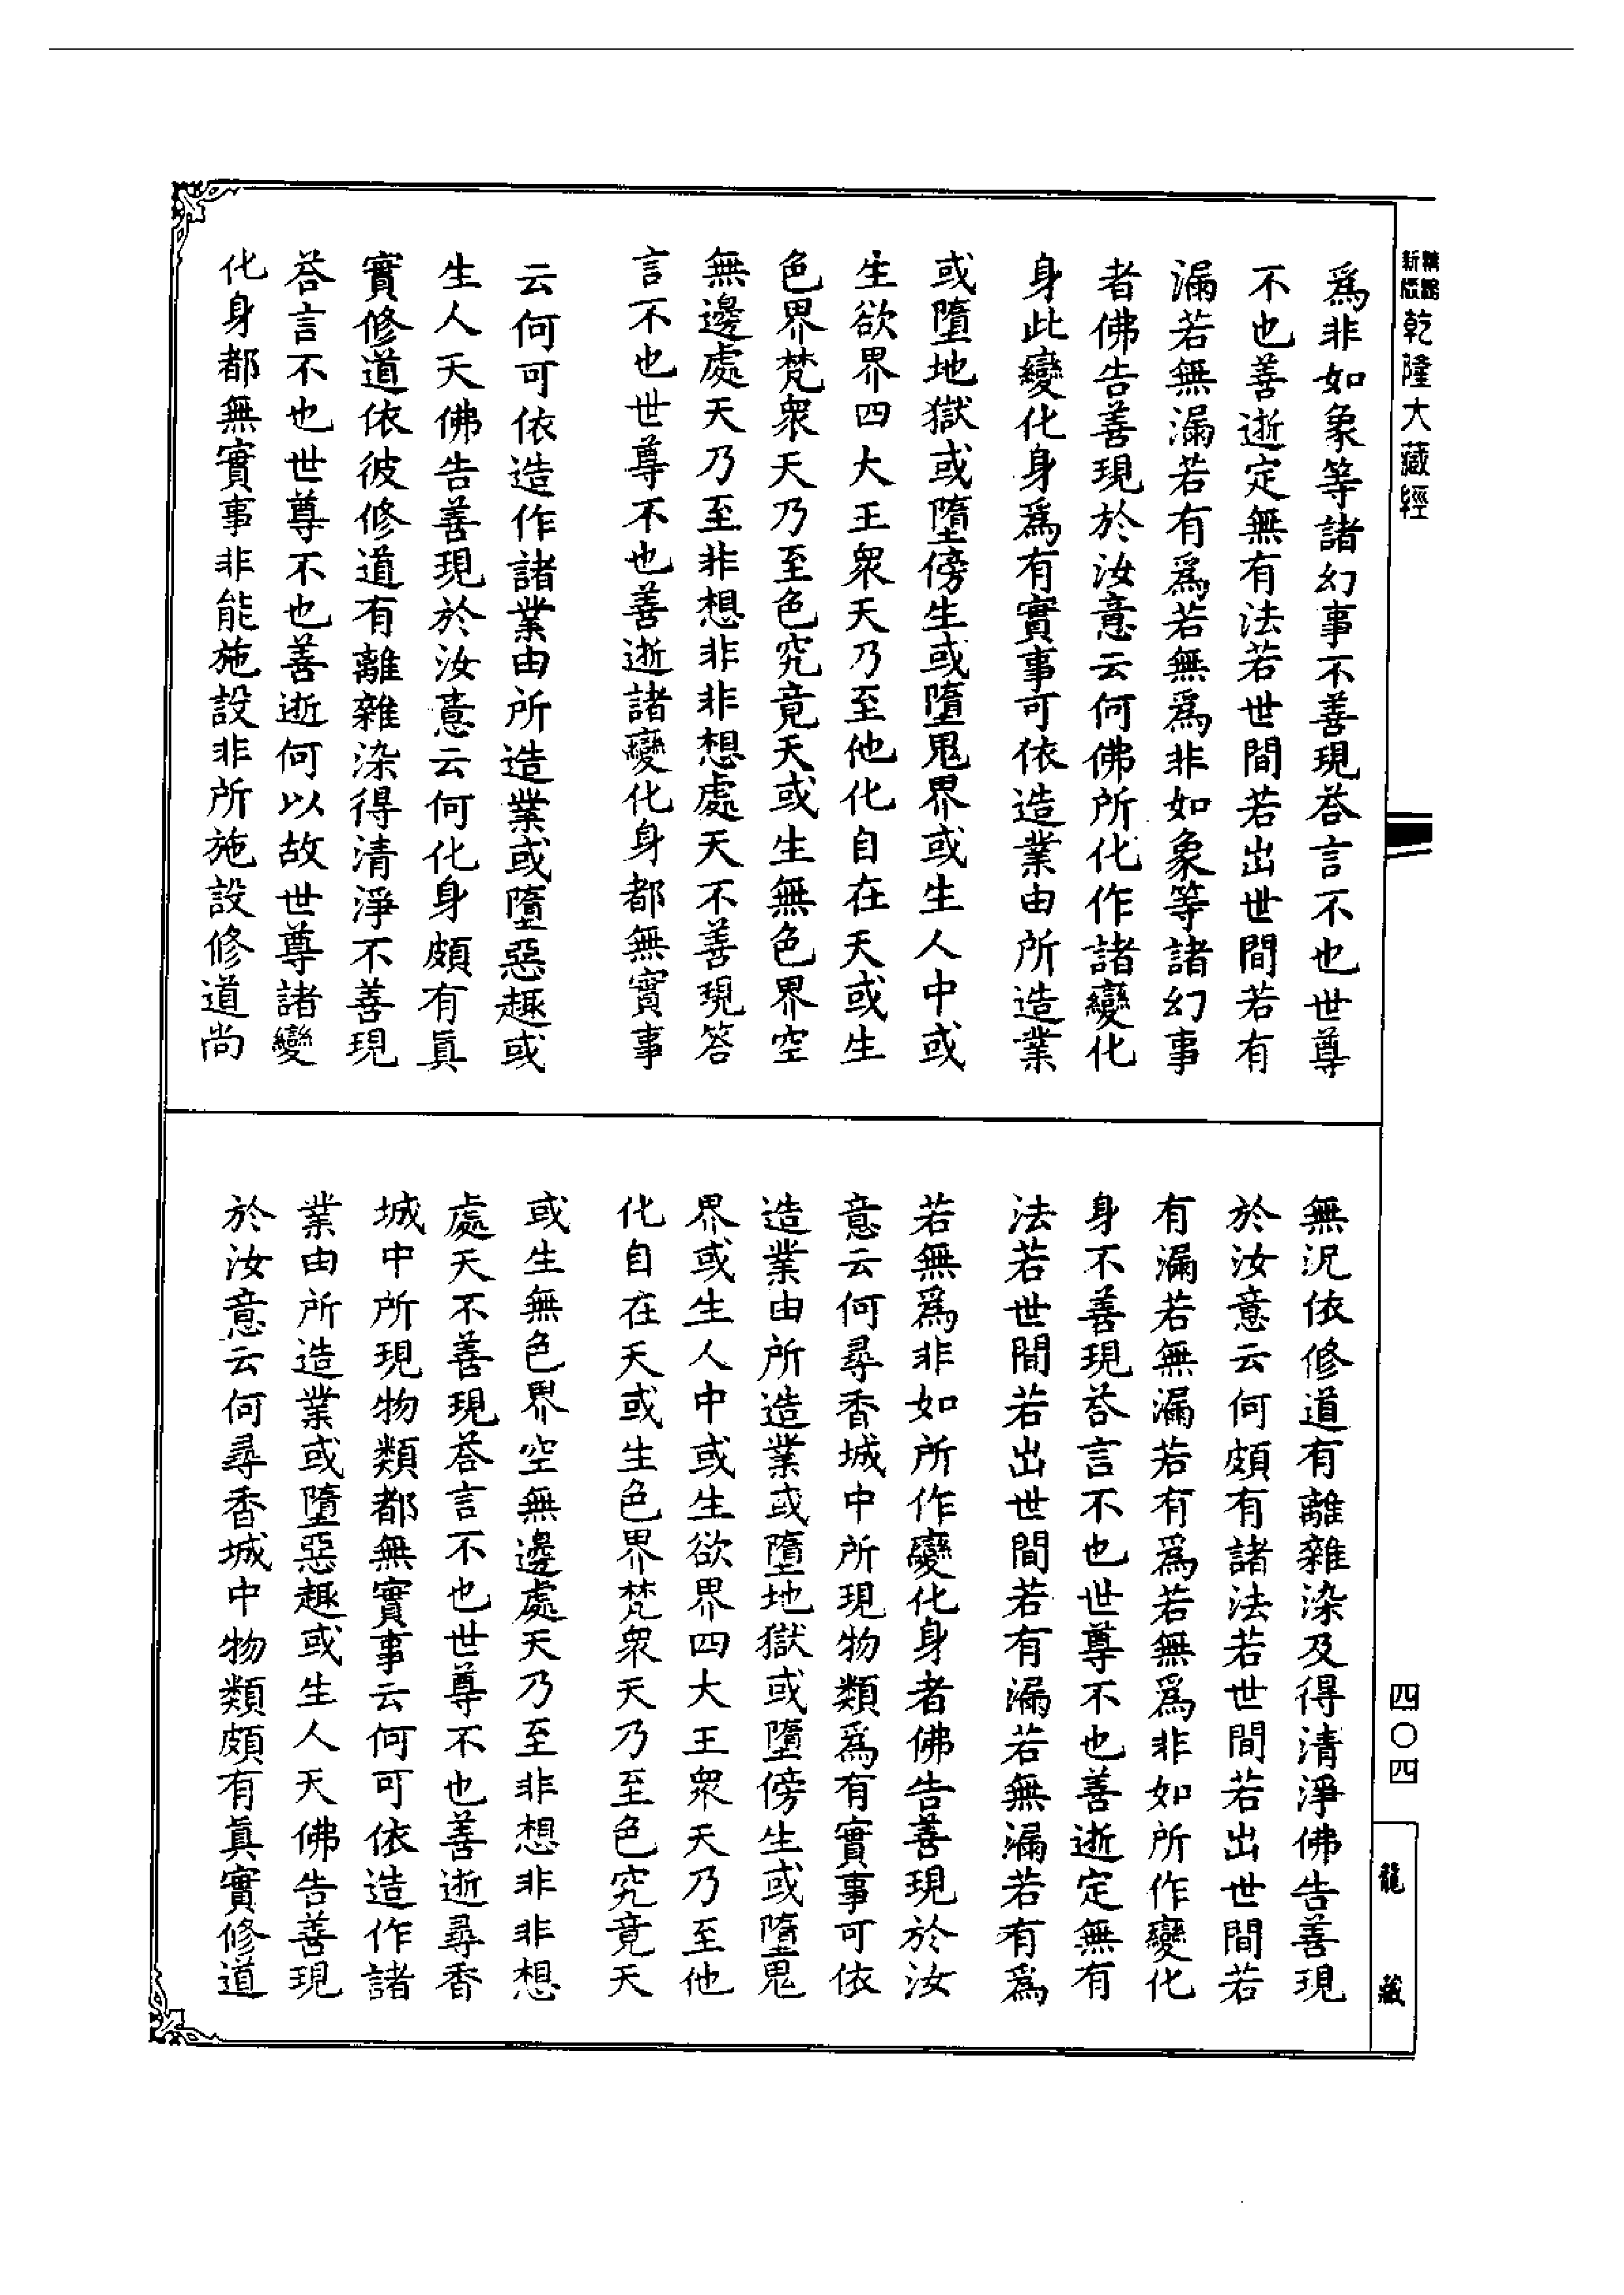 新版
乾隆大藏經
爲非如象等諸幻事不善現荅言不也世尊
不也善逝定無有法若世間若出世間若有
漏若無漏若有爲若無爲非如象等諸幻事
者佛告善現於汝意云何佛所化作諸變化
身此變化身爲有實事可依造業由所造業
或墮地獄或墮傍生或墮鬼界或生人中或
生欲界四大王衆天乃至他化自在天或生
色界梵衆天乃至色究竟天或生無色界空
無邊處天乃至非想非非想處天不善現答
言不也世尊不也善逝諸變化身都無實事
云何可依造作諸業由所造業或墮惡趣或
生人天佛告善現於汝意云何化身頗有眞
實修道依彼修道有離雜染得清淨不善現
荅言不也世尊不也善逝何以故世尊諸變
化身都無實事非能施設非所施設修道尚
無況依修道有離雜染及得清淨佛告善現
於汝意云何頗有諸法若世間若出世間若
有漏若無漏若有爲若無爲非如所作變化
身不善現荅言不也世尊不也善逝定無有
法若世間若出世間若有漏若無漏若有爲
若無爲非如所作變化身者佛告善現於汝
意云何尋香城中所現物類爲有實事可依
造業由所造業或墮地獄或墮傍生或墮鬼
界或生人中或生欲界四大王衆天乃至他
化自在天或生色界梵衆天乃至色究竟天
或生無色界空無邊處天乃至非想非非想
處天不善現荅言不也世尊不也善逝尋香
城中所現物類都無實事云何可依造作諸
業由所造業或墮惡趣或生人天佛告善現
於汝意云何尋香城中物類頗有眞實修道
四〇四
龍藏